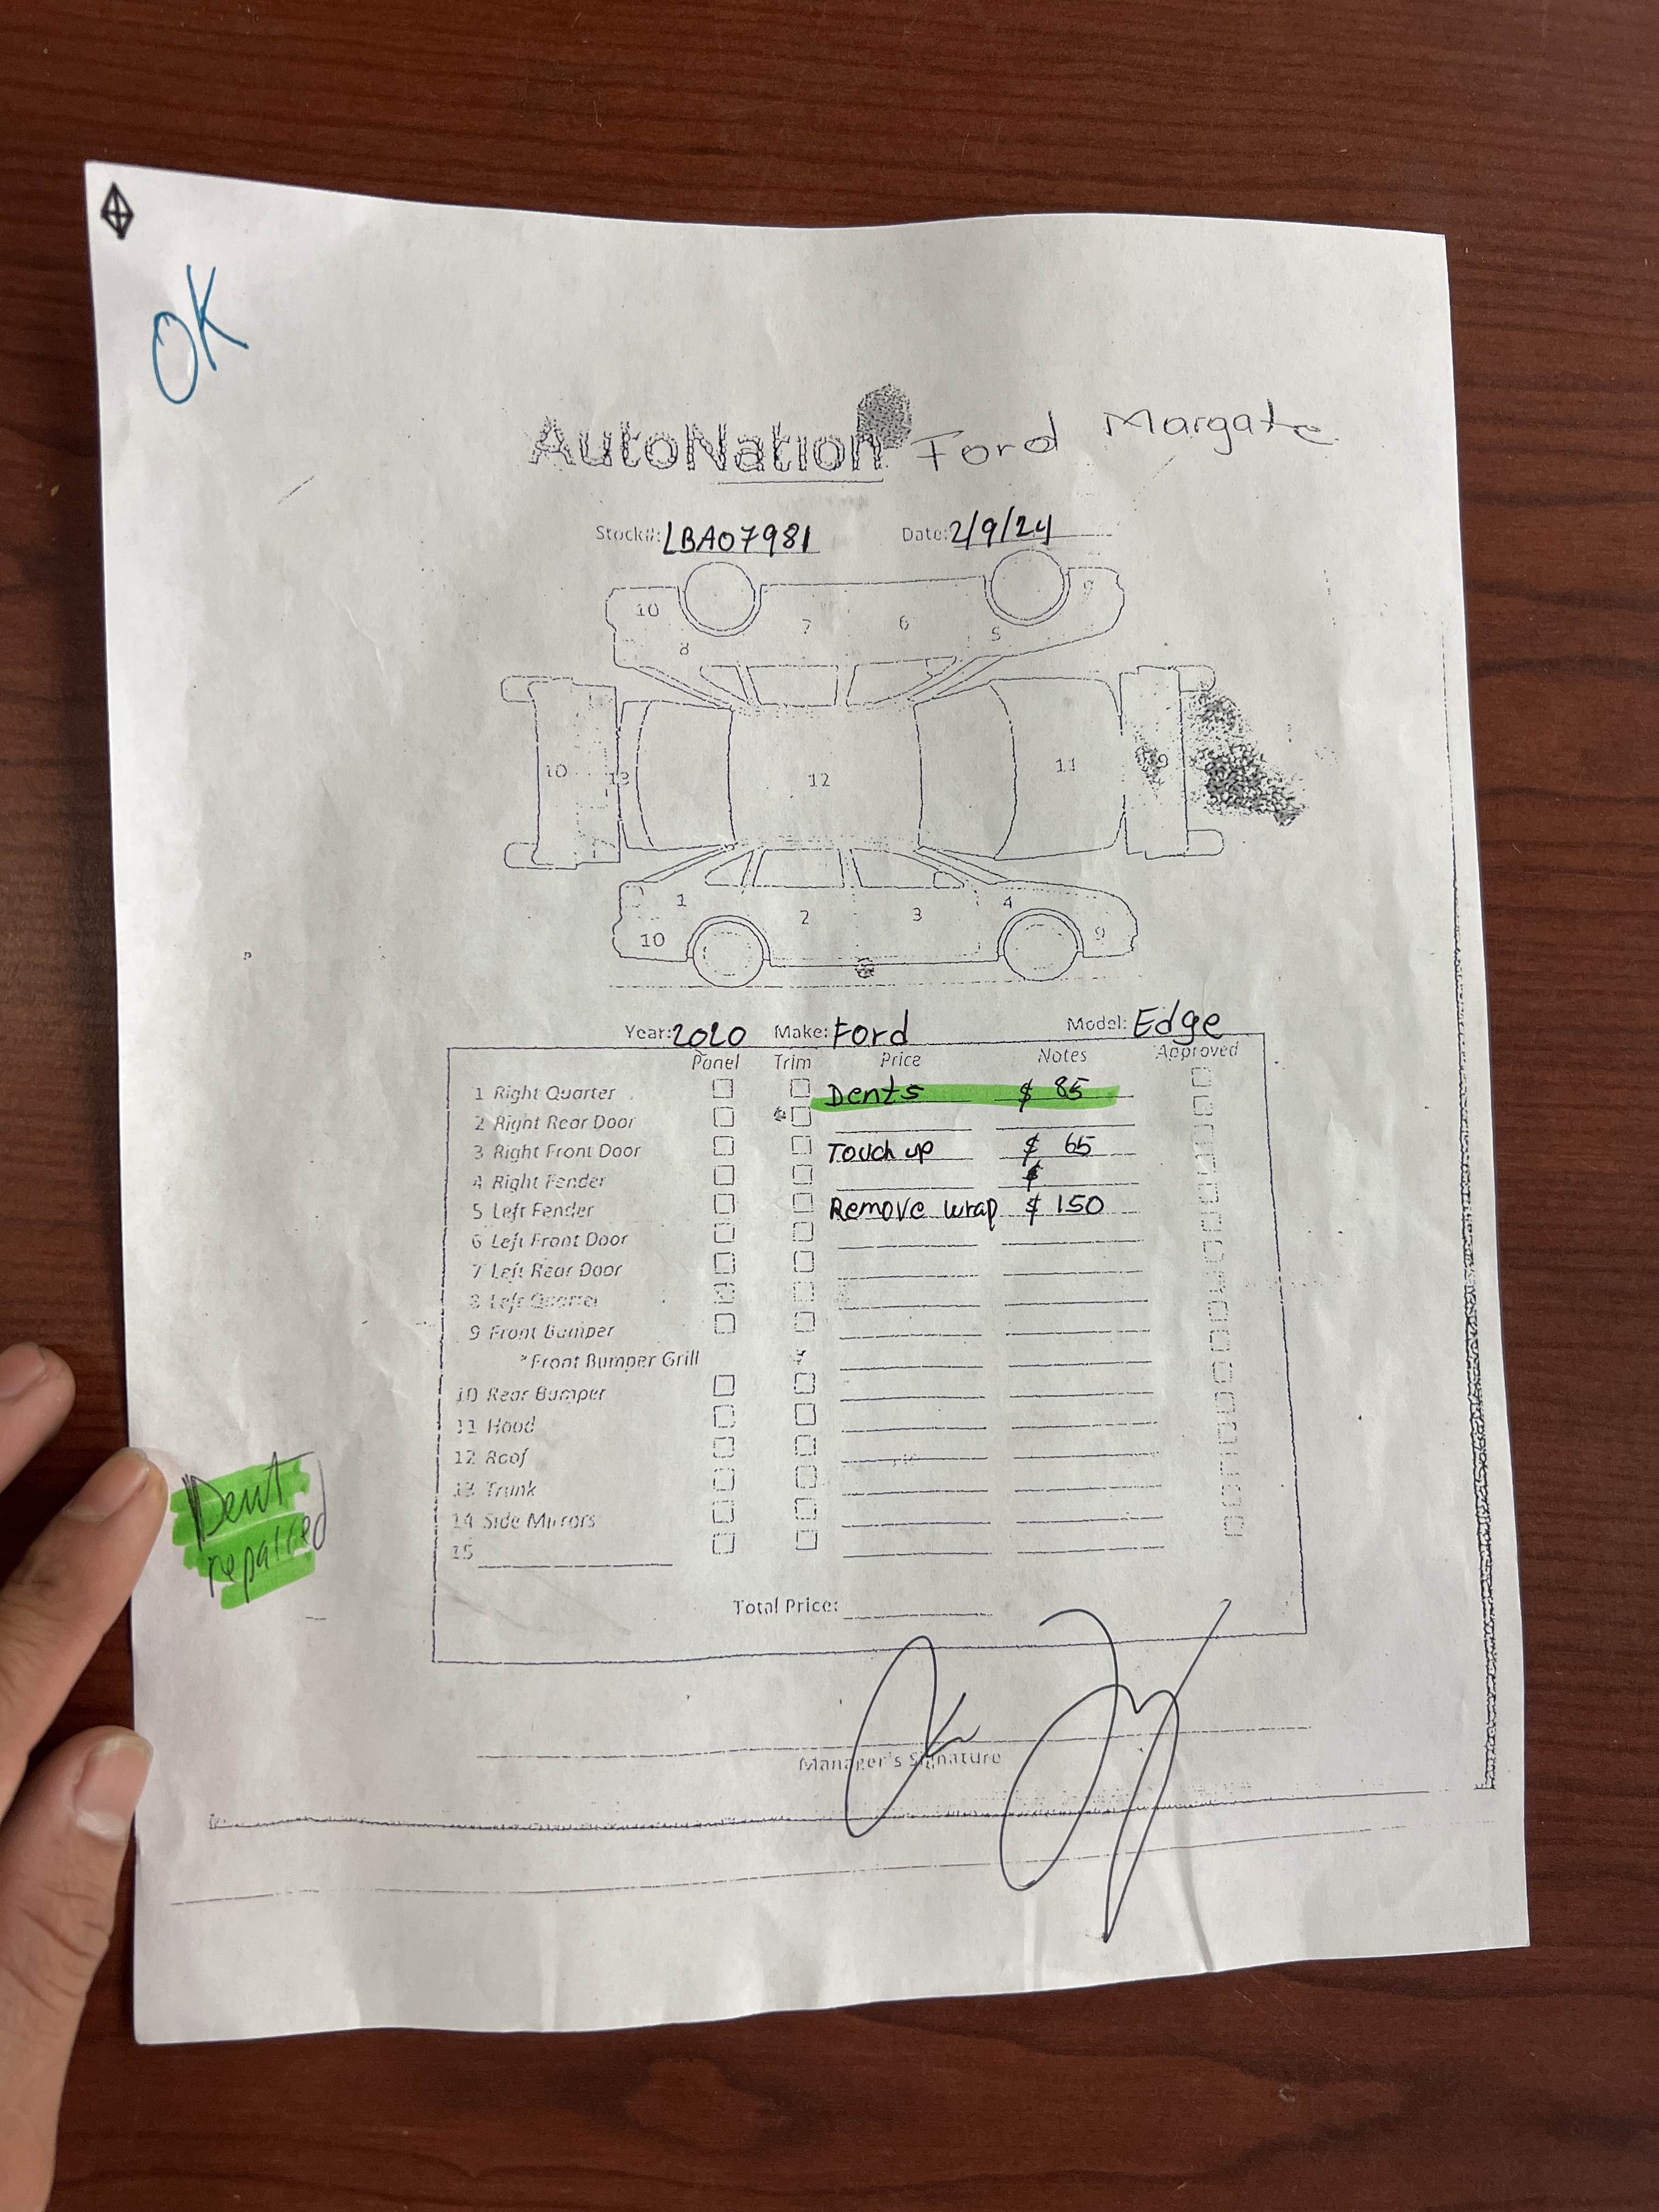 OK
AutoNation Ford Margate
Stock#: LBA07981 Date: 2/9/24
10 7 6 5 9
8
10 13 12 11 9
1 2 3 4
10 9
Year: 2020 Make: Ford Model: Edge
Panel Trim Price Notes Approved
1 Right Quarter Dents $ 85
2 Right Rear Door
3 Right Front Door Touch up $ 65
4 Right Fender $
5 Left Fender Remove wrap $ 150
6 Left Front Door
7 Left Rear Door
8 Left Quarter
9 Front Bumper
*Front Bumper Grill
10 Rear Bumper
11 Hood
12 Roof
13 Trunk
14 Side Mirrors
15
Dent
repaired
Total Price:
Manager's Signature